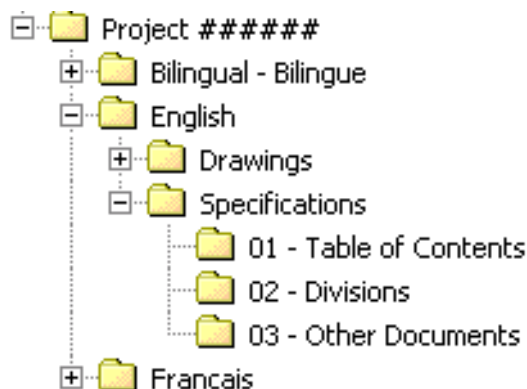 Project ######
Bilingual - Bilingue
English
Drawings
Specifications
01 - Table of Contents
02 - Divisions
03 - Other Documents
Francais